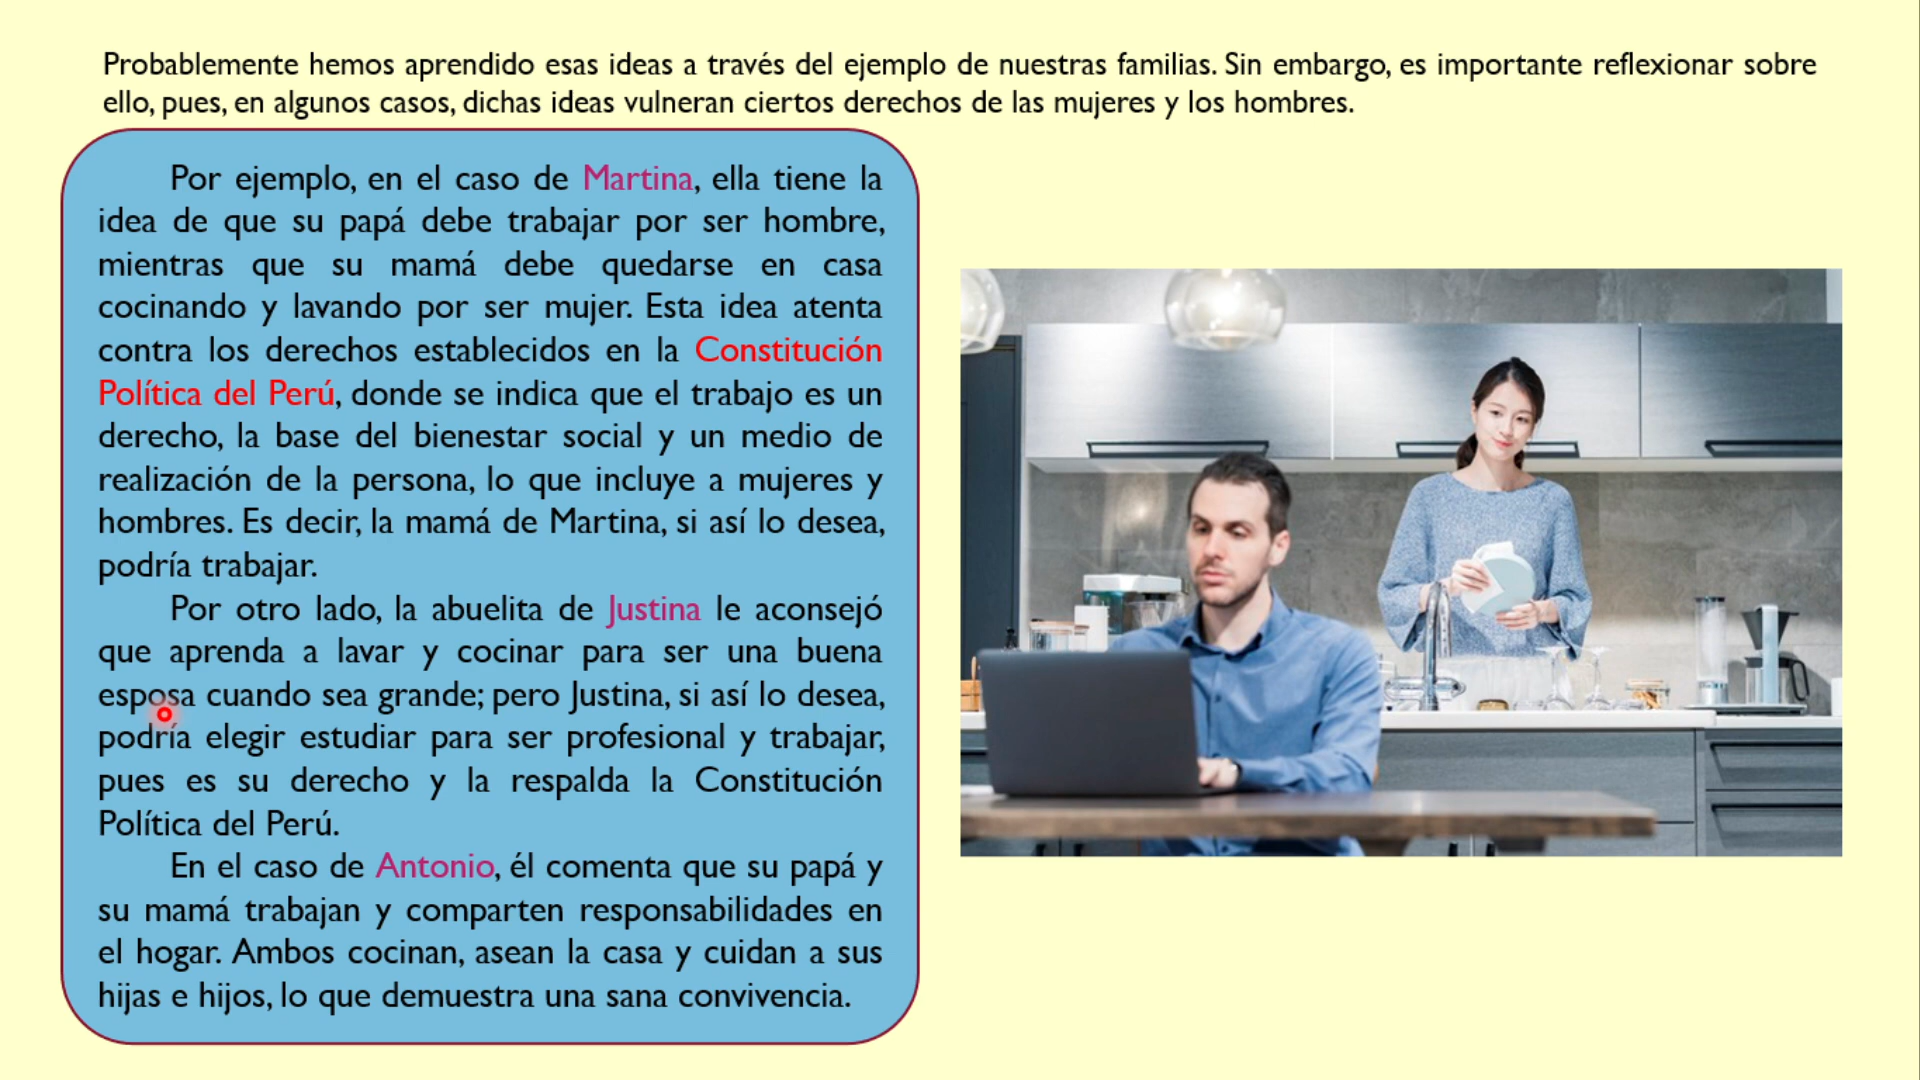 Probablemente hemos aprendido esas ideas a través del ejemplo de nuestras familias. Sin embargo, es importante reflexionar sobre
ello, pues, en algunos casos, dichas ideas vulneran ciertos derechos de las mujeres y los hombres.
Por ejemplo, en el caso de Martina, ella tiene la
idea de que su papá debe trabajar por ser hombre,
mientras que su mamá debe quedarse en casa
cocinando y lavando por ser mujer. Esta idea atenta
contra los derechos establecidos en la Constitución
Política del Perú, donde se indica que el trabajo es un
derecho, la base del bienestar social y un medio de
realización de la persona, lo que incluye a mujeres y
hombres. Es decir, la mamá de Martina, si así lo desea,
podría trabajar.
Por otro lado, la abuelita de Justina le aconsejó
que aprenda a lavar y cocinar para ser una buena
esposa cuando sea grande; pero Justina, si así lo desea,
podría elegir estudiar para ser profesional y trabajar,
pues es su derecho y la respalda la Constitución
Política del Perú.
En el caso de Antonio, él comenta que su papá y
su mamá trabajan y comparten responsabilidades en
el hogar. Ambos cocinan, asean la casa y cuidan a sus
hijas e hijos, lo que demuestra una sana convivencia.